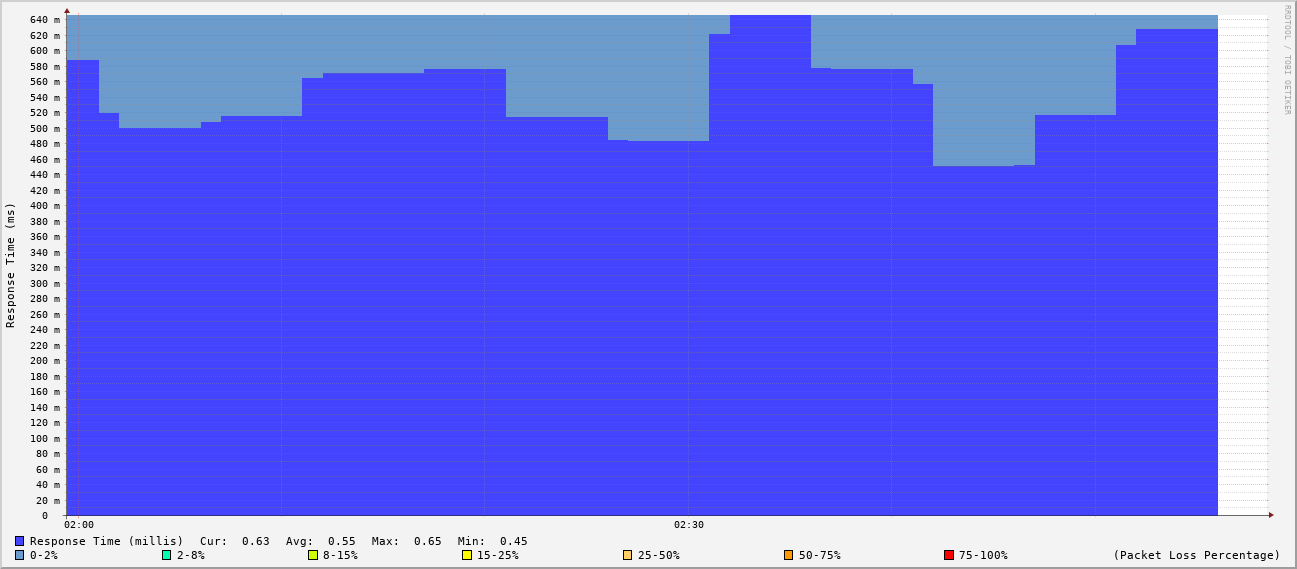 RRDTOOL / TOBI OETIKER
Response Time (ms)
640 m
620 m
600 m
580 m
560 m
540 m
520 m
500 m
480 m
460 m
440 m
420 m
400 m
380 m
360 m
340 m
320 m
300 m
280 m
260 m
240 m
220 m
200 m
180 m
160 m
140 m
120 m
100 m
80 m
60 m
40 m
20 m
0
02:00 02:30
Response Time (millis) Cur: 0.63 Avg: 0.55 Max: 0.65 Min: 0.45
0-2% 2-8% 8-15% 15-25% 25-50% 50-75% 75-100% (Packet Loss Percentage)